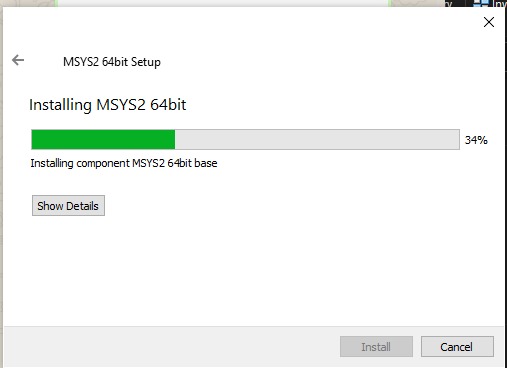 MSYS2 64bit Setup
Installing MSYS2 64bit
34%
Installing component MSYS2 64bit base
Show Details
Install
Cancel